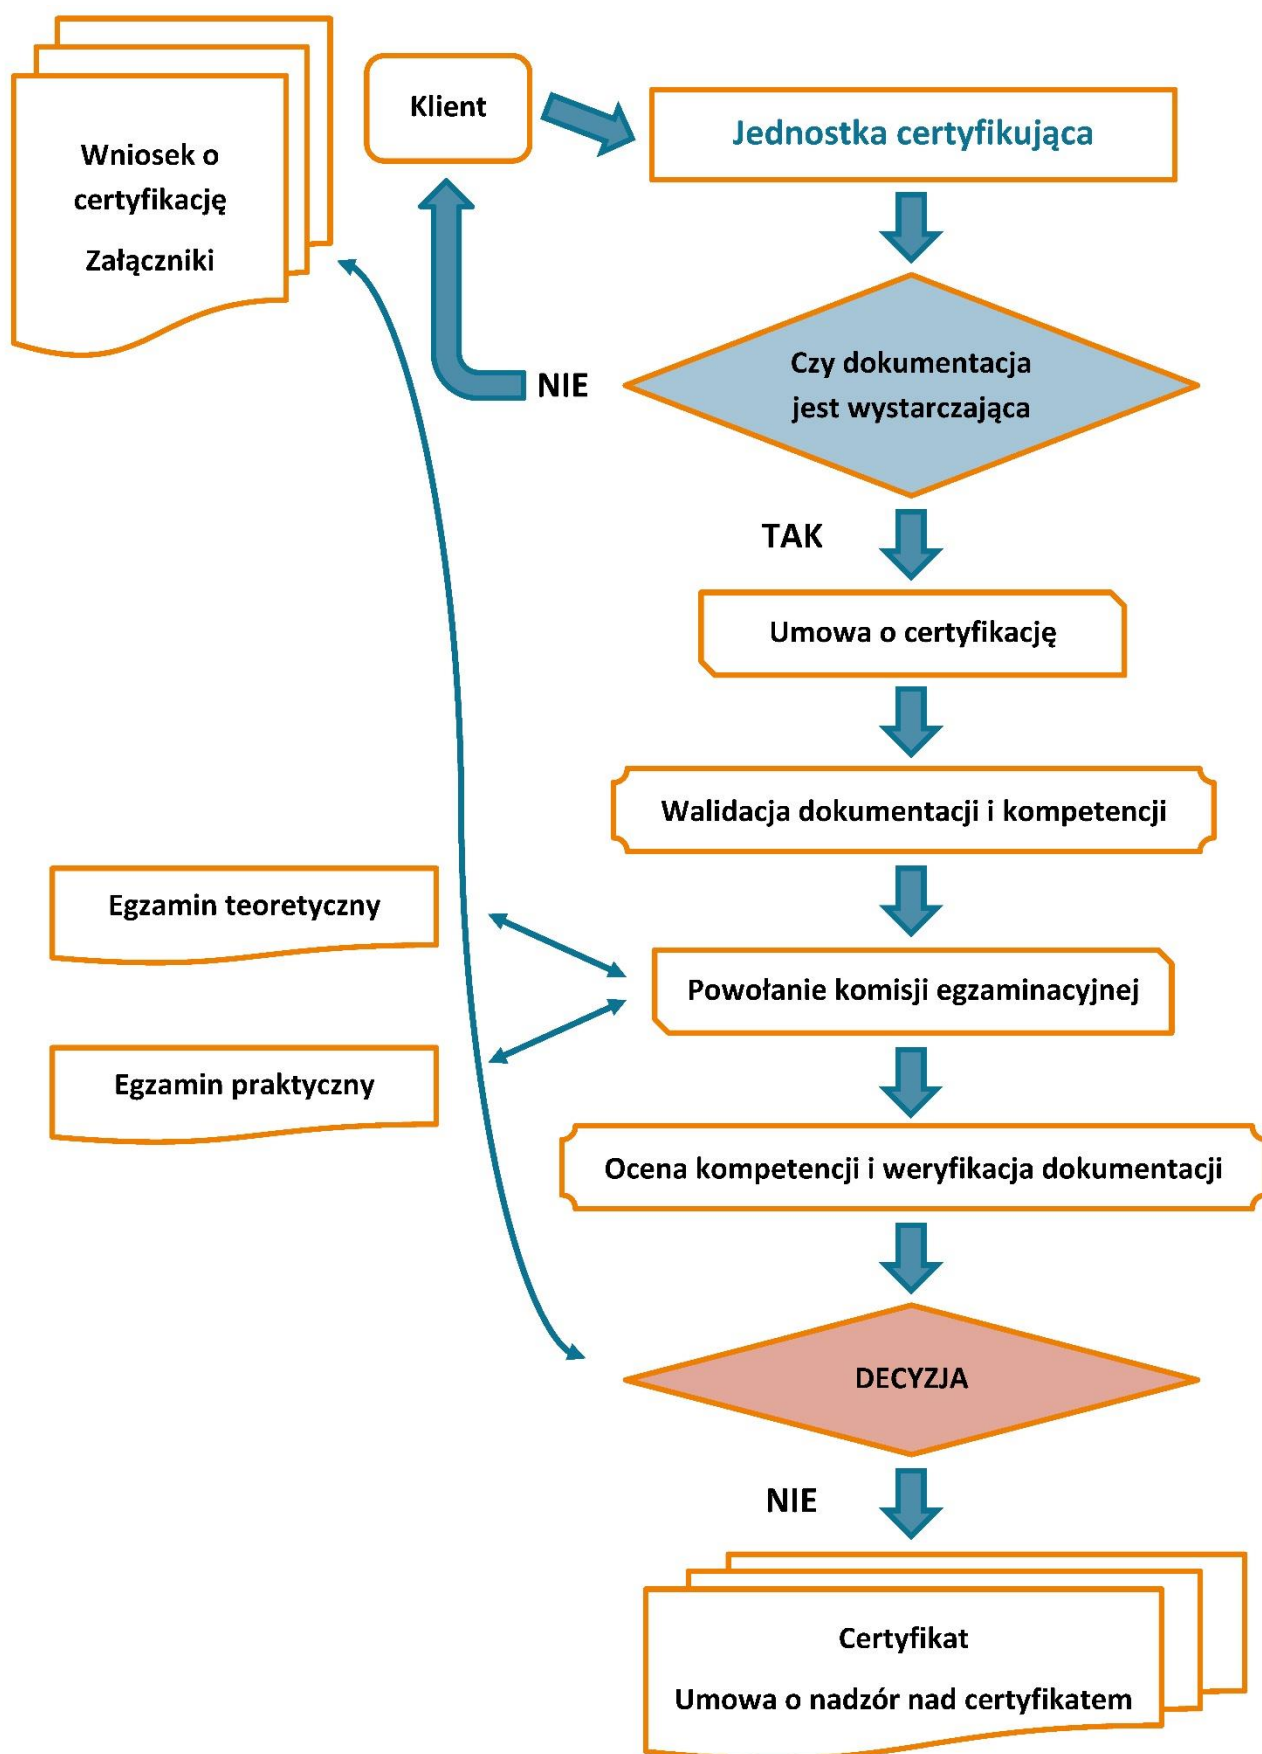 Wniosek o
certyfikację
Załączniki
Klient
Jednostka certyfikująca
Czy dokumentacja
jest wystarczająca
NIE
TAK
Umowa o certyfikację
Walidacja dokumentacji i kompetencji
Egzamin teoretyczny
Powołanie komisji egzaminacyjnej
Egzamin praktyczny
Ocena kompetencji i weryfikacja dokumentacji
DECYZJA
NIE
Certyfikat
Umowa o nadzór nad certyfikatem